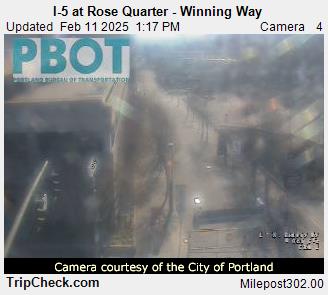 I-5 at Rose Quarter - Winning Way
Updated Feb 11 2025 1:17 PM Camera 4
PBOT
PORTLAND BUREAU OF TRANSPORTATION
Camera courtesy of the City of Portland
TripCheck.com Milepost302.00